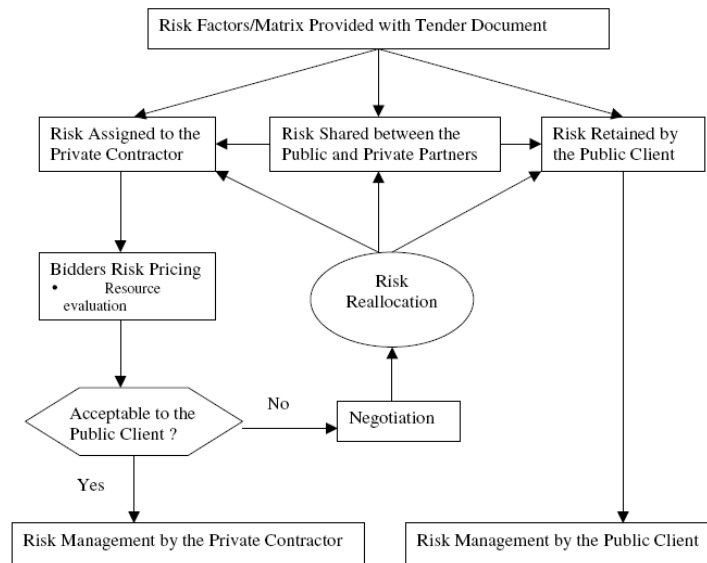 Risk Factors/Matrix Provided with Tender Document
Risk Assigned to the
Private Contractor
Risk Shared between the
Public and Private Partners
Risk Retained by
the Public Client
Bidders Risk Pricing
• Resource
evaluation
Risk
Reallocation
Acceptable to the
Public Client ?
No
Negotiation
Yes
Risk Management by the Private Contractor
Risk Management by the Public Client